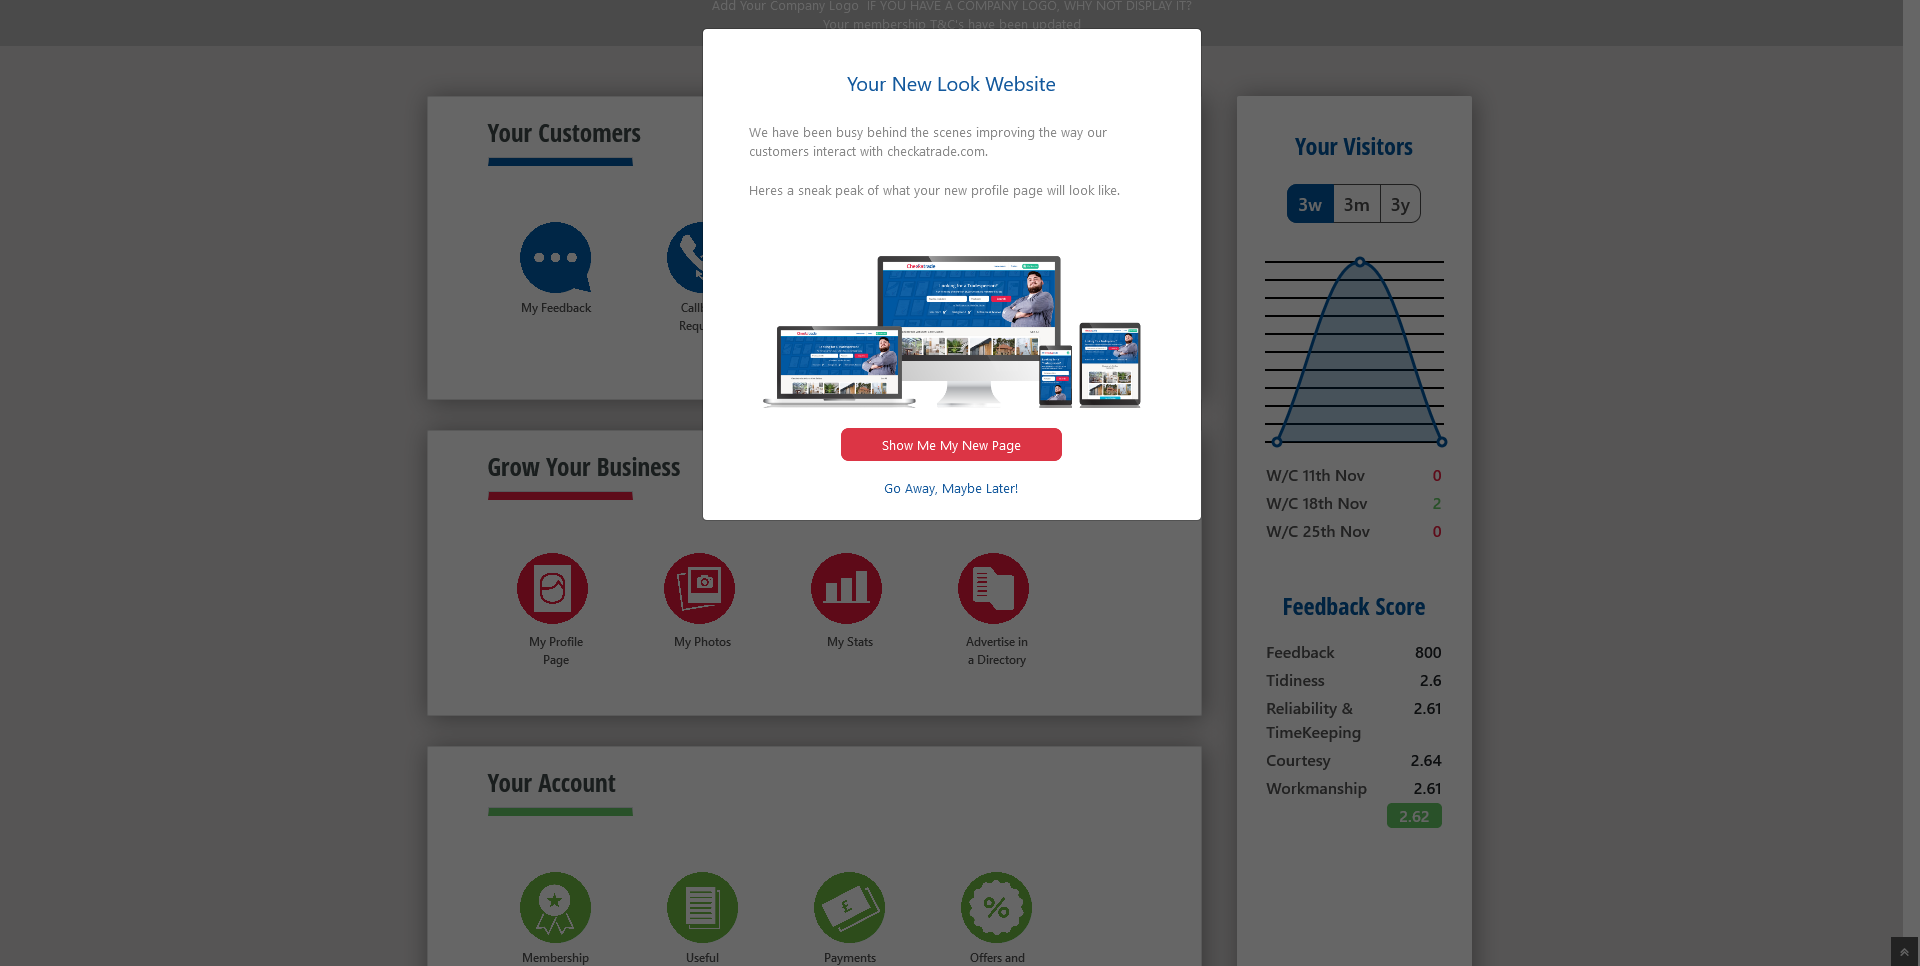 Add Your Company Logo  IF YOU HAVE A COMPANY LOGO, WHY NOT DISPLAY IT?
Your membership T&C's have been updated
Your New Look Website
We have been busy behind the scenes improving the way our
customers interact with checkatrade.com.
Heres a sneak peak of what your new profile page will look like.
Checkatrade
Looking for a Tradesperson?
Show Me My New Page
Go Away, Maybe Later!
Your Customers
My Feedback
Grow Your Business
My Profile
Page
My Photos
My Stats
Advertise in
a Directory
Your Account
£
%
Membership
Useful
Payments
Offers and
Your Visitors
3w 3m 3y
W/C 11th Nov 0
W/C 18th Nov 2
W/C 25th Nov 0
Feedback Score
Feedback 800
Tidiness 2.6
Reliability & 2.61
TimeKeeping
Courtesy 2.64
Workmanship 2.61
2.62